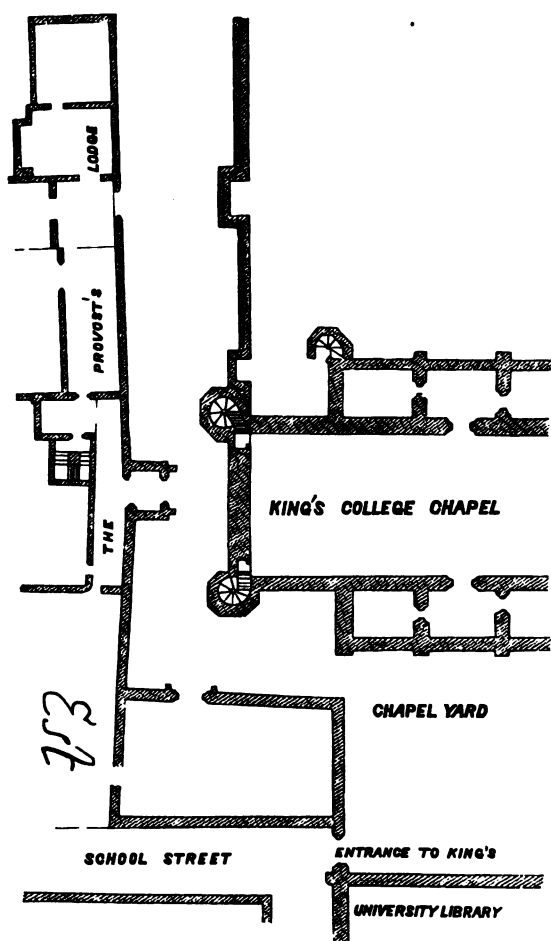 THE PROVOST'S LODGE
KING'S COLLEGE CHAPEL
CHAPEL YARD
SCHOOL STREET
ENTRANCE TO KING'S
UNIVERSITY LIBRARY